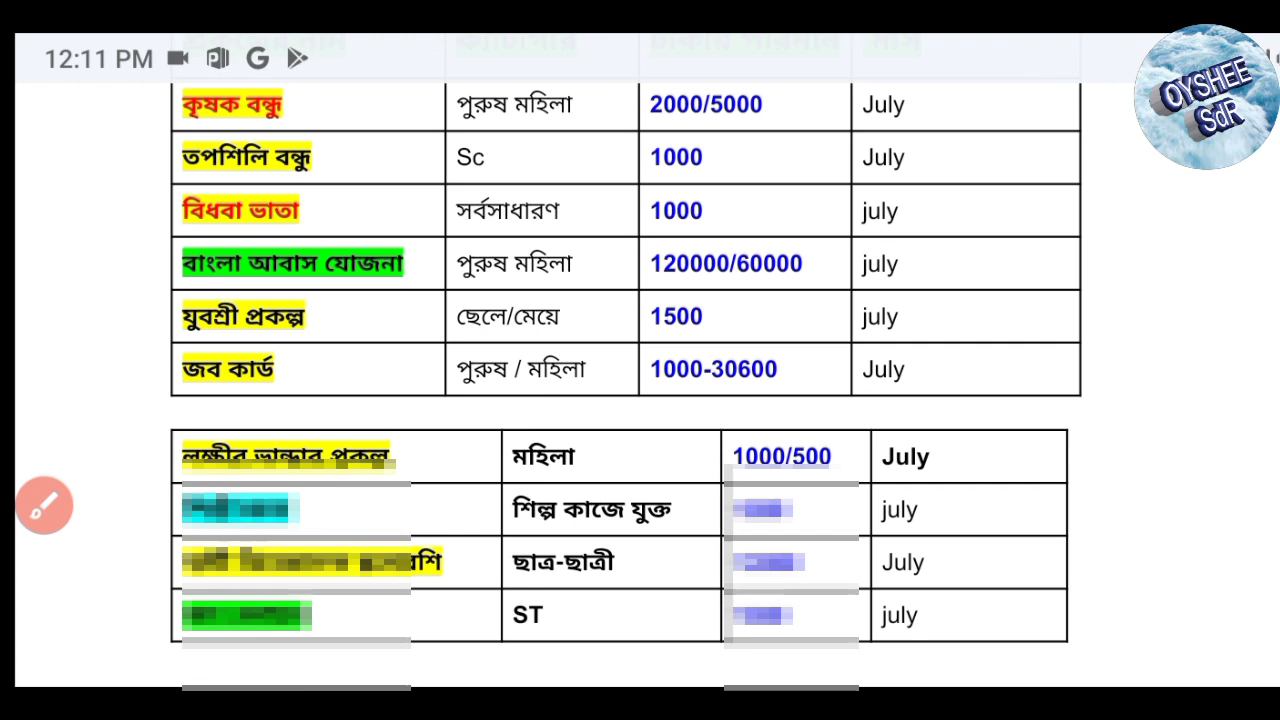 12:11 PM
OYSHEE
SdR
কৃষক বন্ধু পুরুষ মহিলা 2000/5000 July
তপশিলি বন্ধু Sc 1000 July
বিধবা ভাতা সর্বসাধারণ 1000 july
বাংলা আবাস যোজনা পুরুষ মহিলা 120000/60000 july
যুবশ্রী প্রকল্প ছেলে/মেয়ে 1500 july
জব কার্ড পুরুষ / মহিলা 1000-30600 July
লক্ষীর ভান্ডার প্রকল্প মহিলা 1000/500 July
শিল্প কাজে যুক্ত july
ছাত্র-ছাত্রী July
ST july